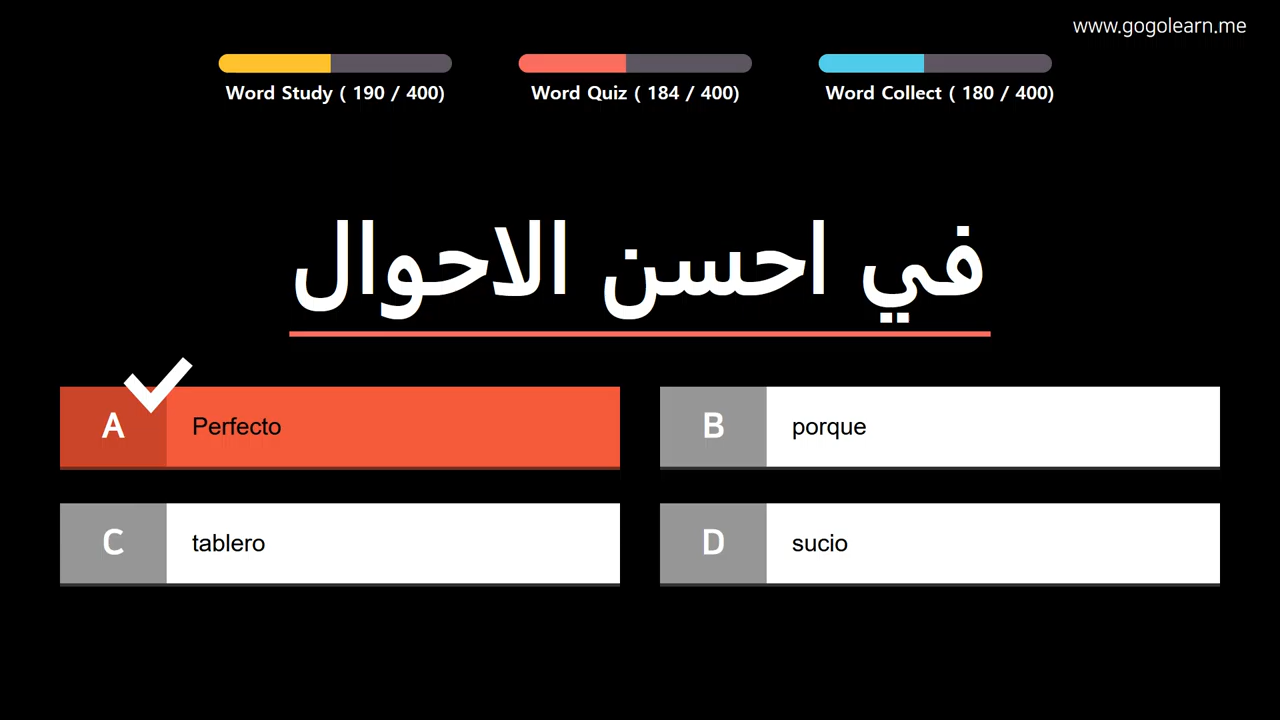 www.gogolearn.me
Word Study ( 190 / 400)
Word Quiz ( 184 / 400)
Word Collect ( 180 / 400)
في احسن الاحوال
A Perfecto
B porque
C tablero
D sucio